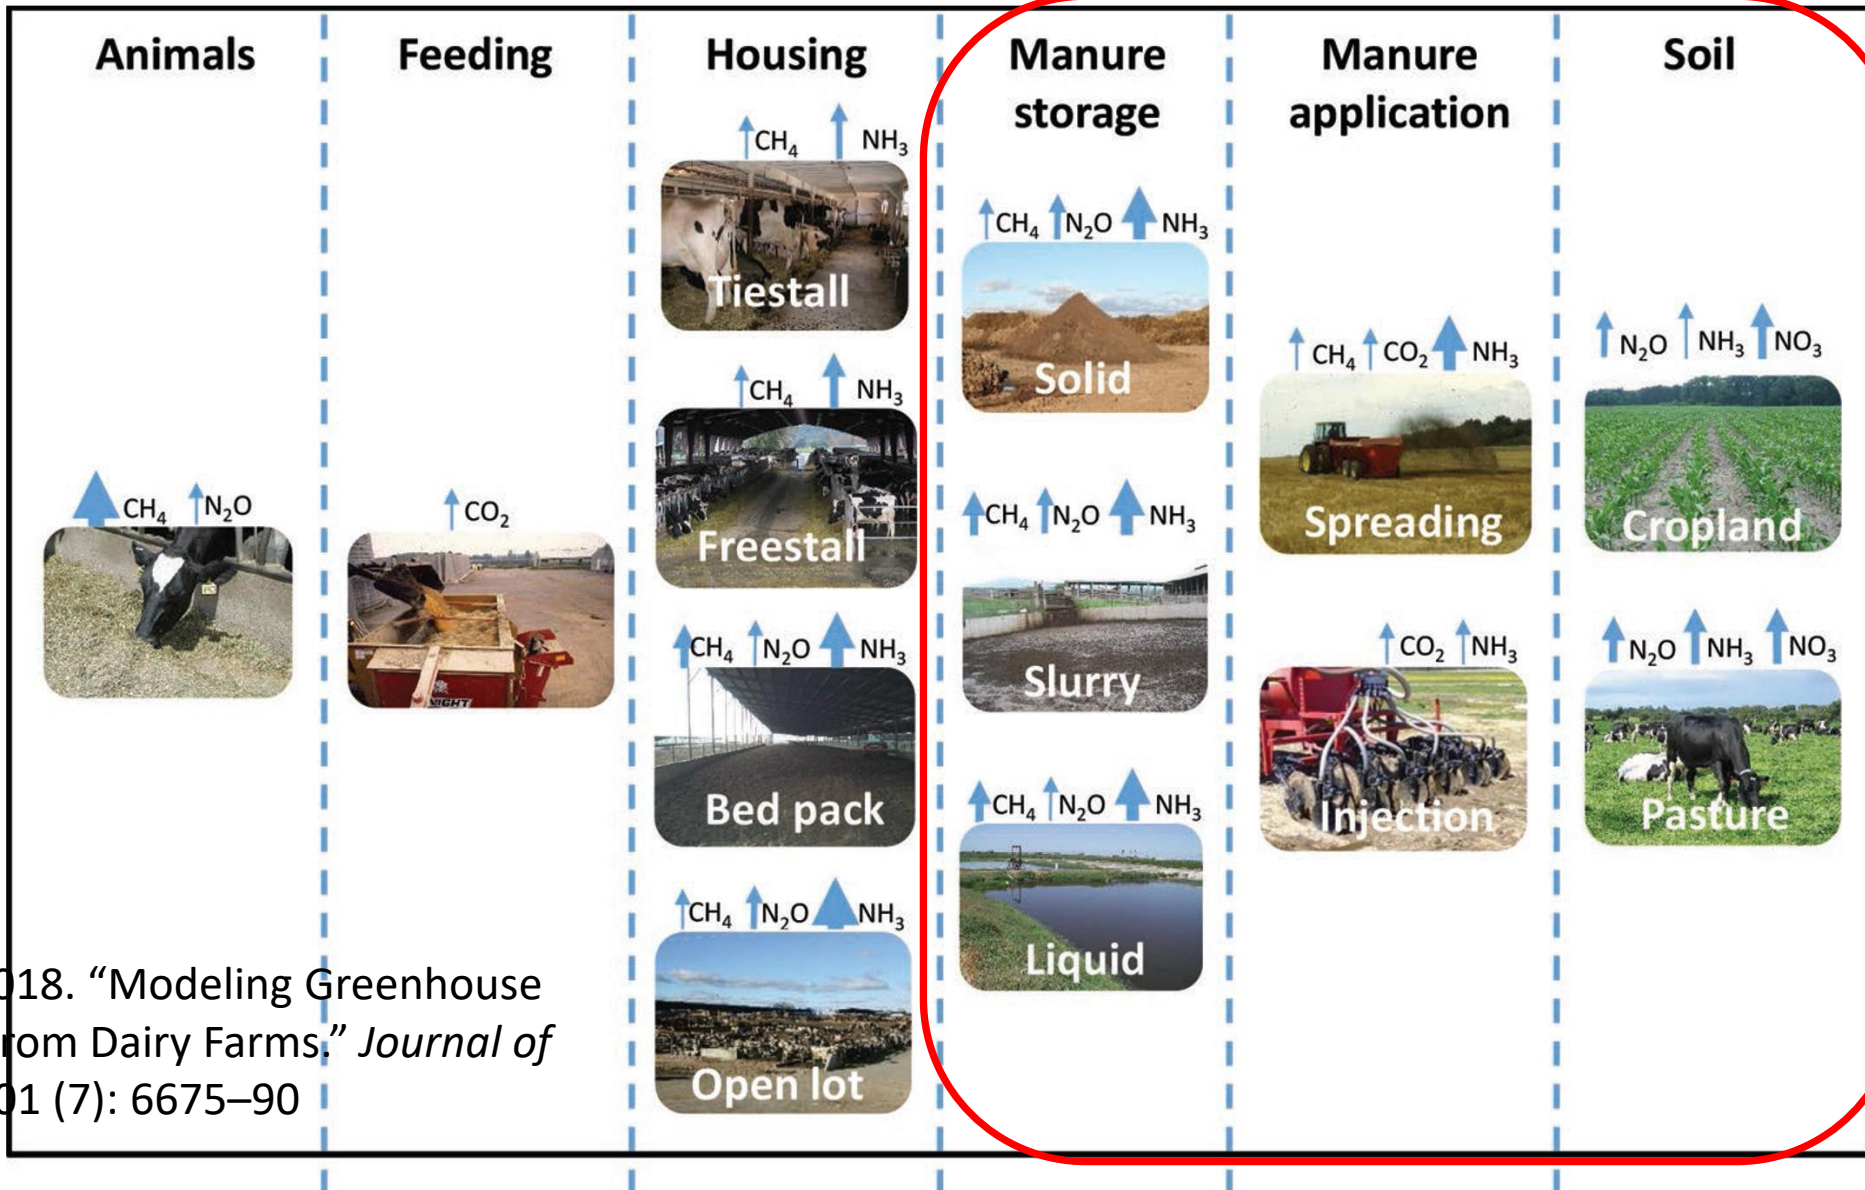 Animals
Feeding
Housing
Manure
storage
Manure
application
Soil
CH₄ NH₃
Tiestall
CH₄ NH₃
Freestall
CH₄ N₂O NH₃
Bed pack
CH₄ N₂O NH₃
Open lot
CH₄ N₂O
CO₂
CH₄ N₂O NH₃
Solid
CH₄ N₂O NH₃
Slurry
CH₄ N₂O NH₃
Liquid
CH₄ CO₂ NH₃
Spreading
CO₂ NH₃
Injection
N₂O NH₃ NO₃
Cropland
N₂O NH₃ NO₃
Pasture
018. “Modeling Greenhouse
rom Dairy Farms.” Journal of
01 (7): 6675–90